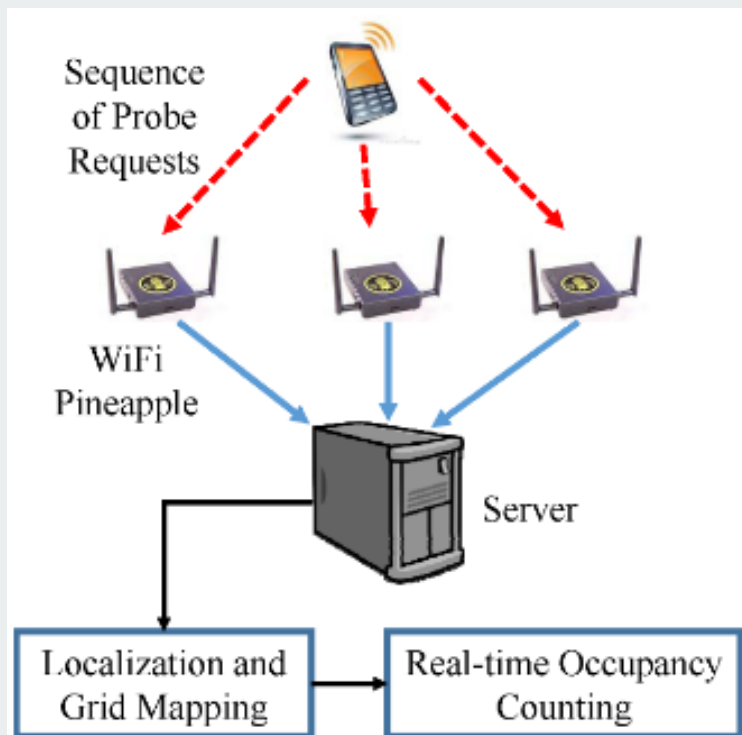 Sequence
of Probe
Requests
WiFi
Pineapple
Server
Localization and
Grid Mapping
Real-time Occupancy
Counting